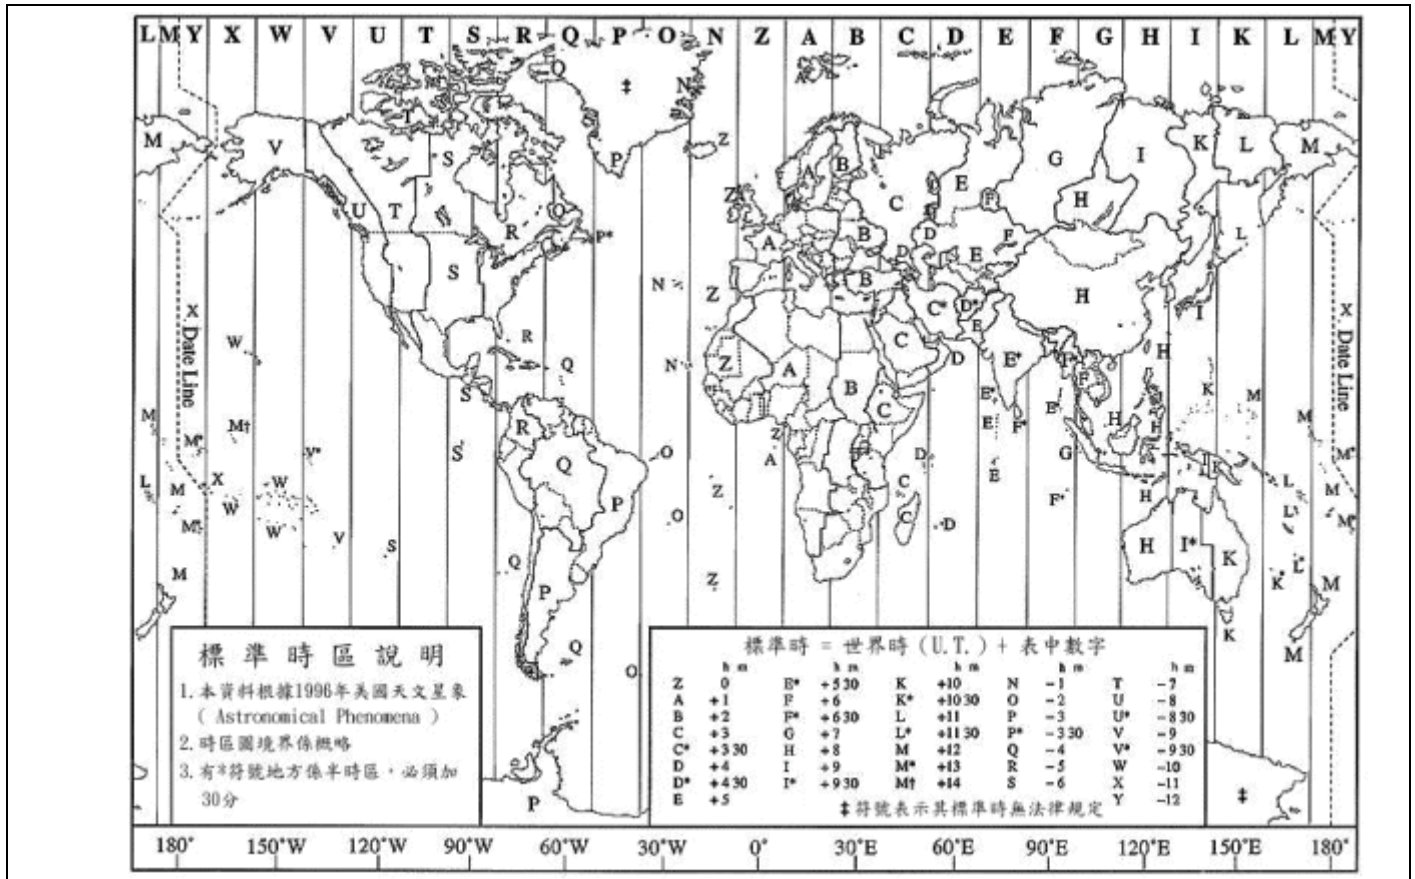 L M Y X W V U T S R Q P O N Z A B C D E F G H I K L M Y
Q
A
‡
N
T
Z
M
V
S
P
B
A
C
E
G
I
K
L
M
U
T
Q
R
P*
Z
D
F
H
L
A
B
D
F
E
S
N
Z
B
C*
D*
H
X
Date Line
W
R
E
C
I
X
Date Line
N
Z
A
Q
D
E*
F
H
S
B
C
K
M
M†
R
F*
V*
S
Q
O
Z
A
D
G
L
X
W
P
Z
C
E
M*
W
O
C
D
H
I*
K
V
S
Q
Z
P
K*
L*
M
Q
O
K
M
標準時區說明
1. 本資料根據1996年美國天文星象
( Astronomical Phenomena )
2. 時區圖境界係概略
3. 有*符號地方係半時區，必須加
30分
標準時 = 世界時 (U.T.) + 表中數字
h m h m h m h m h m
Z 0 E* +5 30 K +10 N -1 T -7
A +1 F +6 K* +10 30 O -2 U -8
B +2 F* +6 30 L +11 P -3 U* -8 30
C +3 G +7 L* +11 30 P* -3 30 V -9
C* +3 30 H +8 M +12 Q -4 V* -9 30
D +4 I +9 M* +13 R -5 W -10
D* +4 30 I* +9 30 M† +14 S -6 X -11
E +5 Y -12
‡符號表示其標準時無法律規定
P
‡
180° 150°W 120°W 90°W 60°W 30°W 0° 30°E 60°E 90°E 120°E 150°E 180°